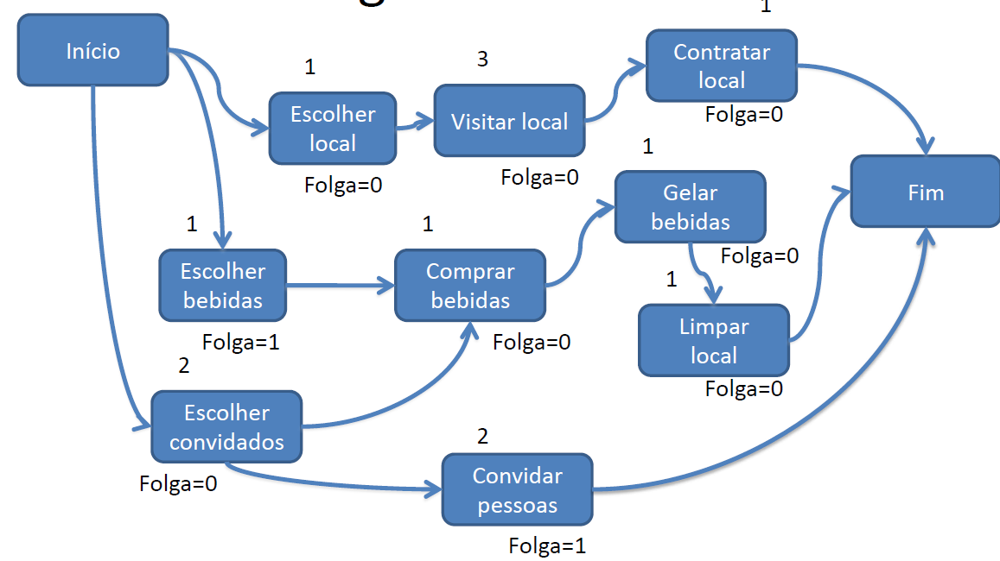 Início
1
Escolher
local
Folga=0
3
Visitar local
Folga=0
1
Contratar
local
Folga=0
1
Gelar
bebidas
Folga=0
Fim
1
Escolher
bebidas
Folga=1
1
Comprar
bebidas
Folga=0
1
Limpar
local
Folga=0
2
Escolher
convidados
Folga=0
2
Convidar
pessoas
Folga=1